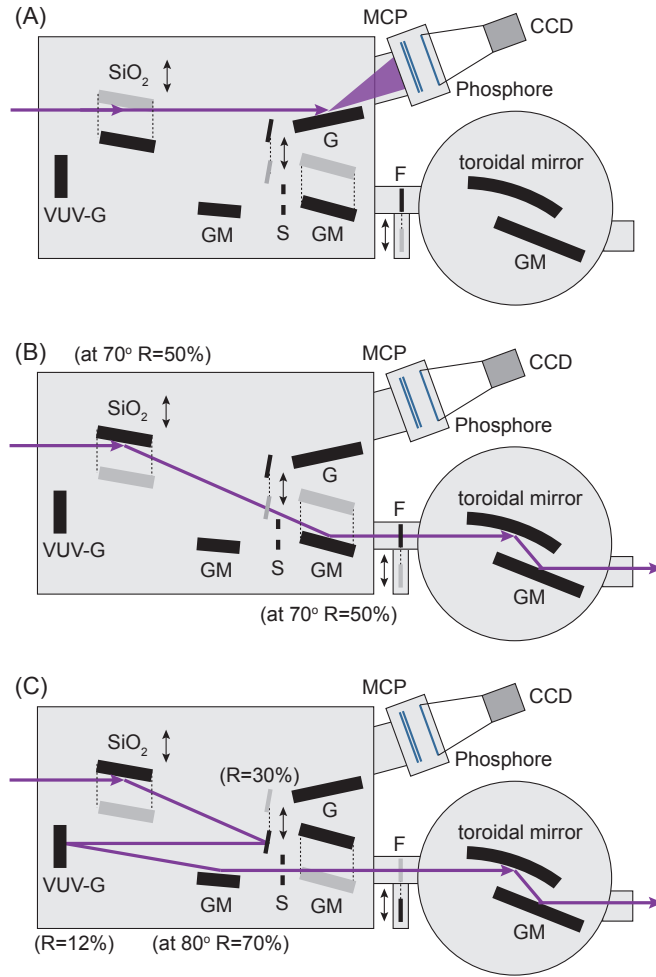 (A)
MCP
CCD
SiO₂
Phosphore
G
toroidal mirror
F
VUV-G
GM
S
GM
GM
(B)
(at 70° R=50%)
MCP
CCD
SiO₂
Phosphore
G
toroidal mirror
F
VUV-G
GM
S
GM
GM
(at 70° R=50%)
(C)
MCP
CCD
SiO₂
Phosphore
(R=30%)
G
toroidal mirror
F
VUV-G
GM
S
GM
GM
(R=12%)
(at 80° R=70%)